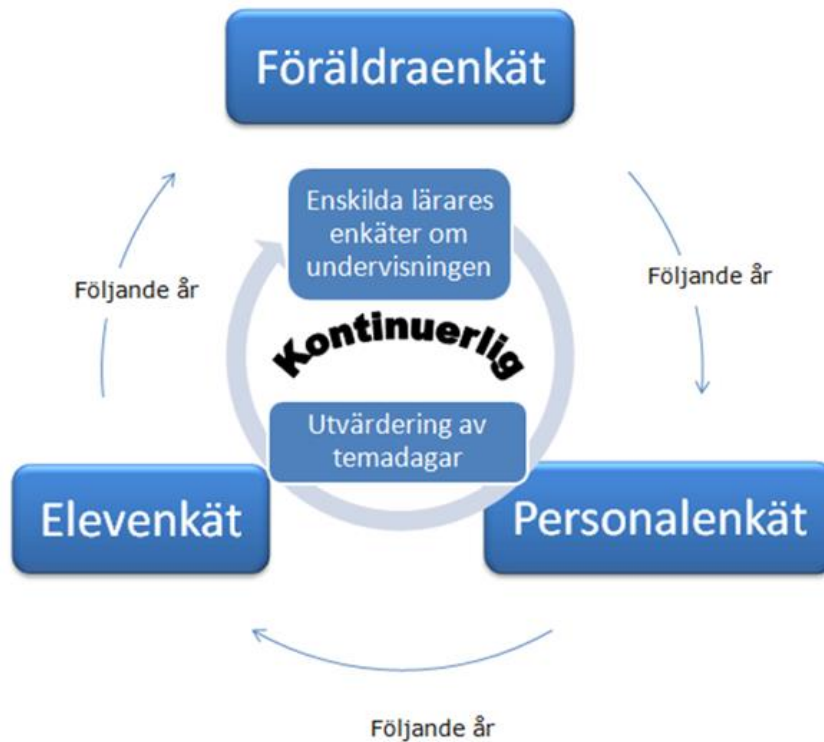 Föräldraenkät
Enskilda lärares
enkäter om
undervisningen
Följande år
Följande år
Kontinuerlig
Utvärdering av
temadagar
Elevenkät
Personalenkät
Följande år